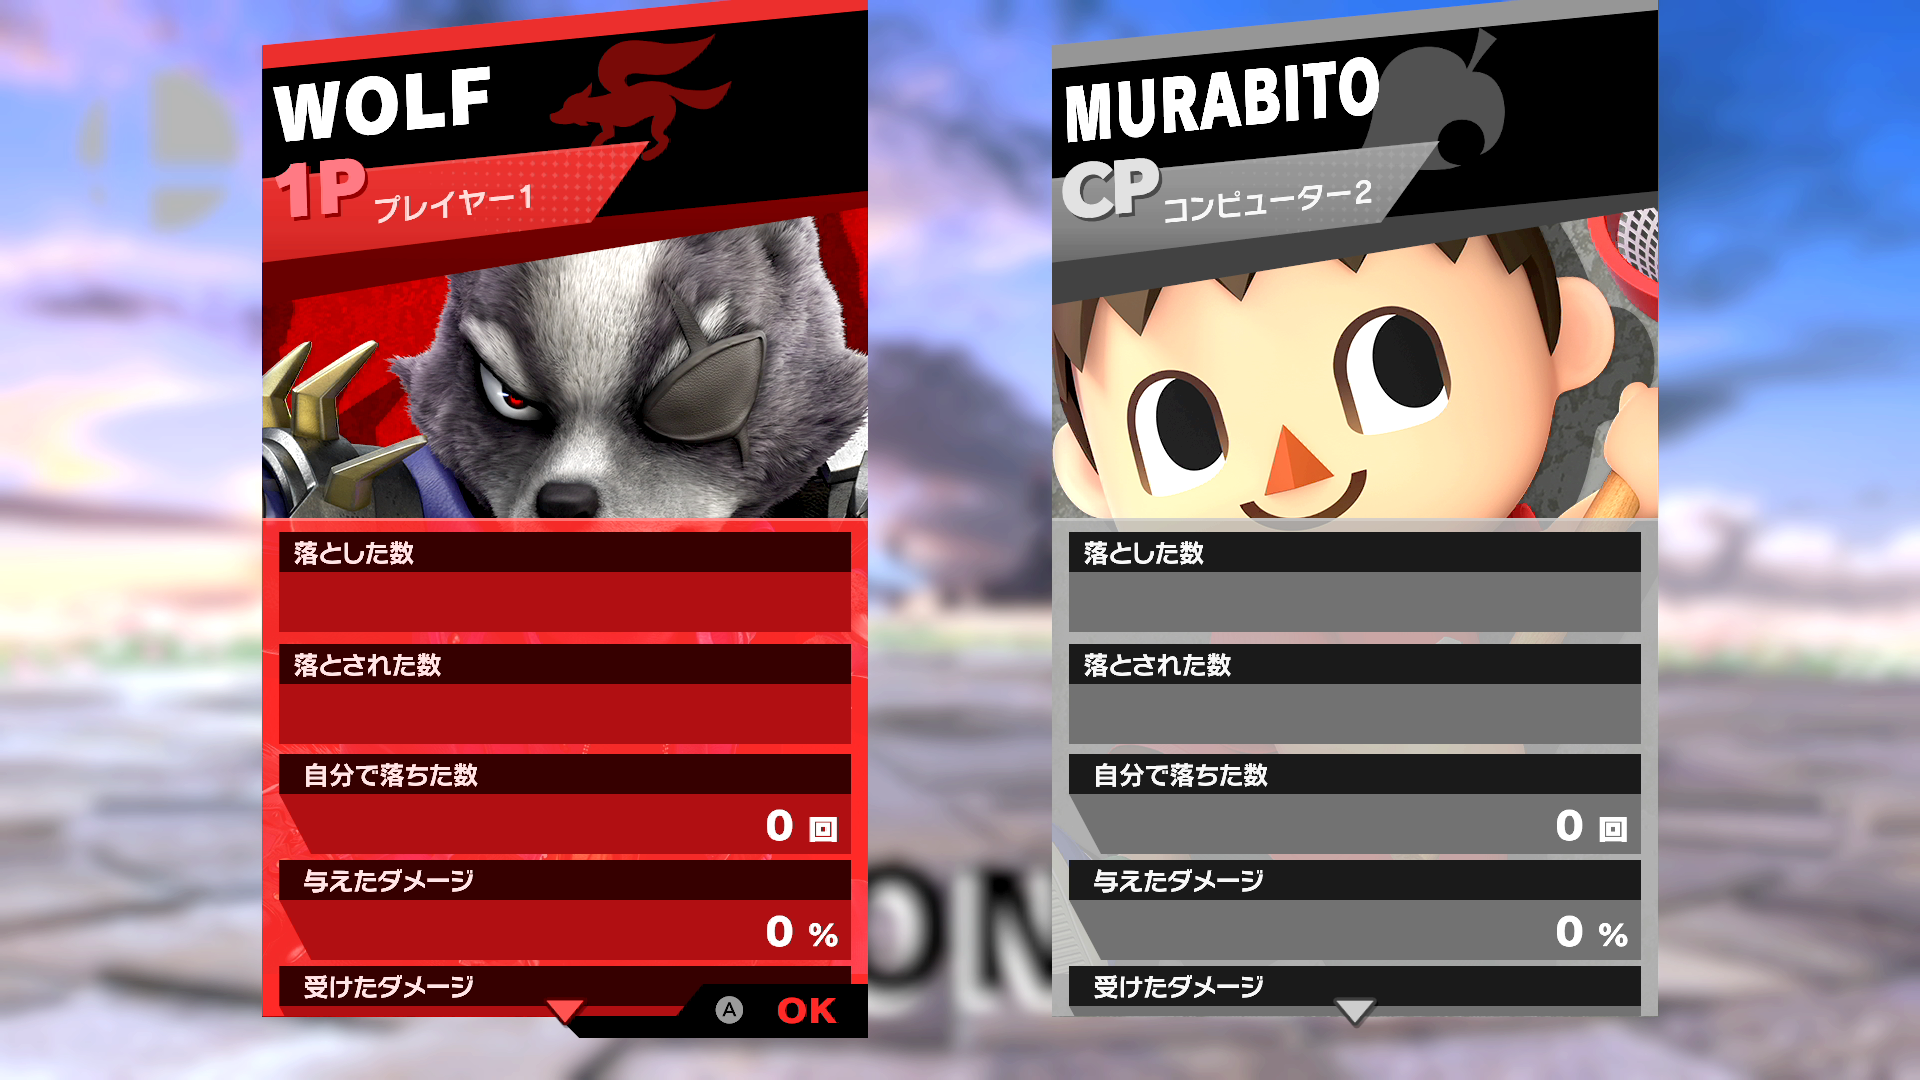 WOLF
1P プレイヤー1
落とした数
落とされた数
自分で落ちた数
0 回
与えたダメージ
0 %
受けたダメージ
A OK
MURABITO
CP コンピューター2
落とした数
落とされた数
自分で落ちた数
0 回
与えたダメージ
0 %
受けたダメージ